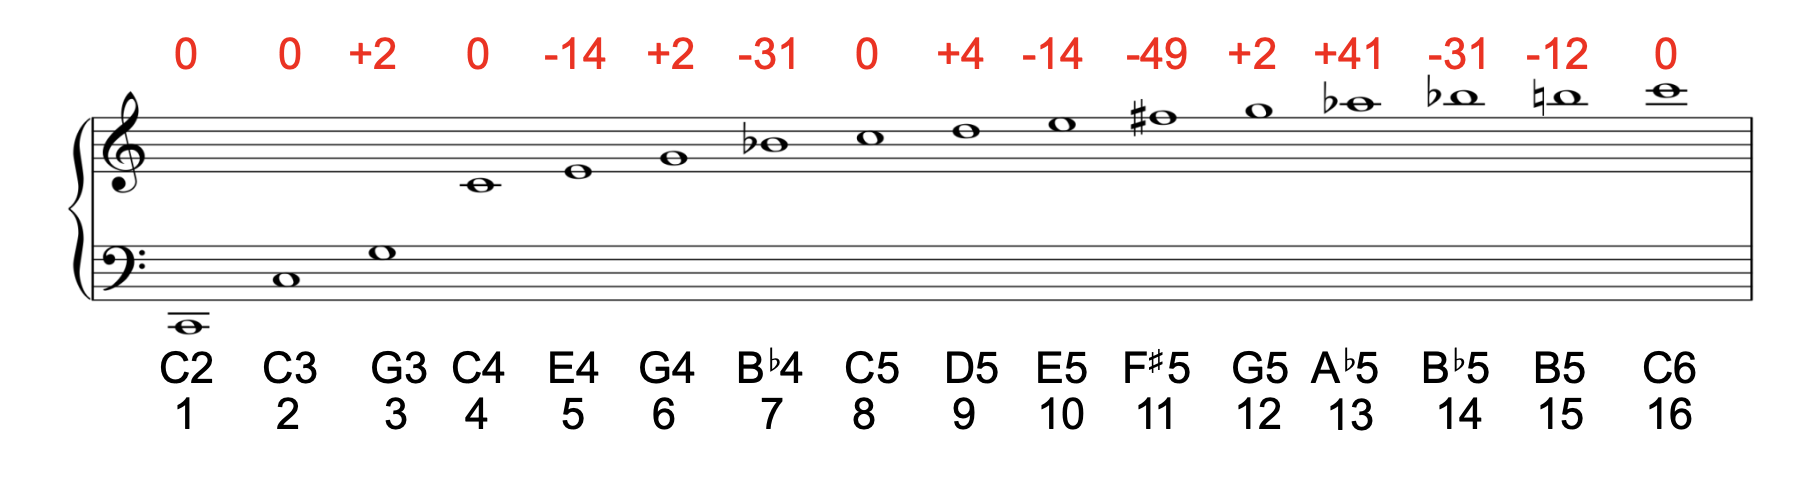 0 0 +2 0 -14 +2 -31 0 +4 -14 -49 +2 +41 -31 -12 0
C2 C3 G3 C4 E4 G4 B♭4 C5 D5 E5 F♯5 G5 A♭5 B♭5 B5 C6
1 2 3 4 5 6 7 8 9 10 11 12 13 14 15 16